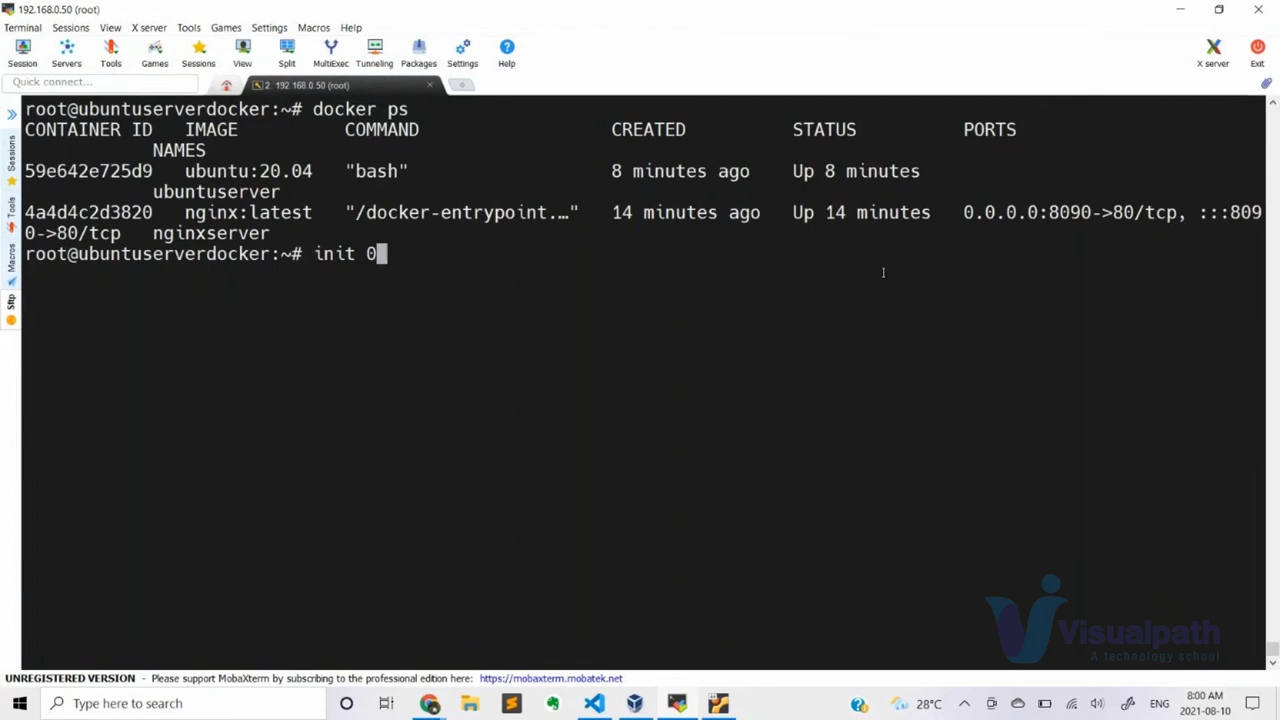 192.168.0.50 (root)
Terminal Sessions View X server Tools Games Settings Macros Help
Session Servers Tools Games Sessions View Split MultiExec Tunneling Packages Settings Help X server Exit
Quick connect...
2. 192.168.0.50 (root)
Sessions
Tools
Macros
Sftp
root@ubuntuserverdocker:~# docker ps
CONTAINER ID IMAGE COMMAND CREATED STATUS PORTS
NAMES
59e642e725d9 ubuntu:20.04 "bash" 8 minutes ago Up 8 minutes
ubuntuserver
4a4d4c2d3820 nginx:latest "/docker-entrypoint.…" 14 minutes ago Up 14 minutes 0.0.0.0:8090->80/tcp, :::809
0->80/tcp nginxserver
root@ubuntuserverdocker:~# init 0
Visualpath
A technology school
UNREGISTERED VERSION - Please support MobaXterm by subscribing to the professional edition here: https://mobaxterm.mobatek.net
Type here to search
28°C
ENG
8:00 AM
2021-08-10